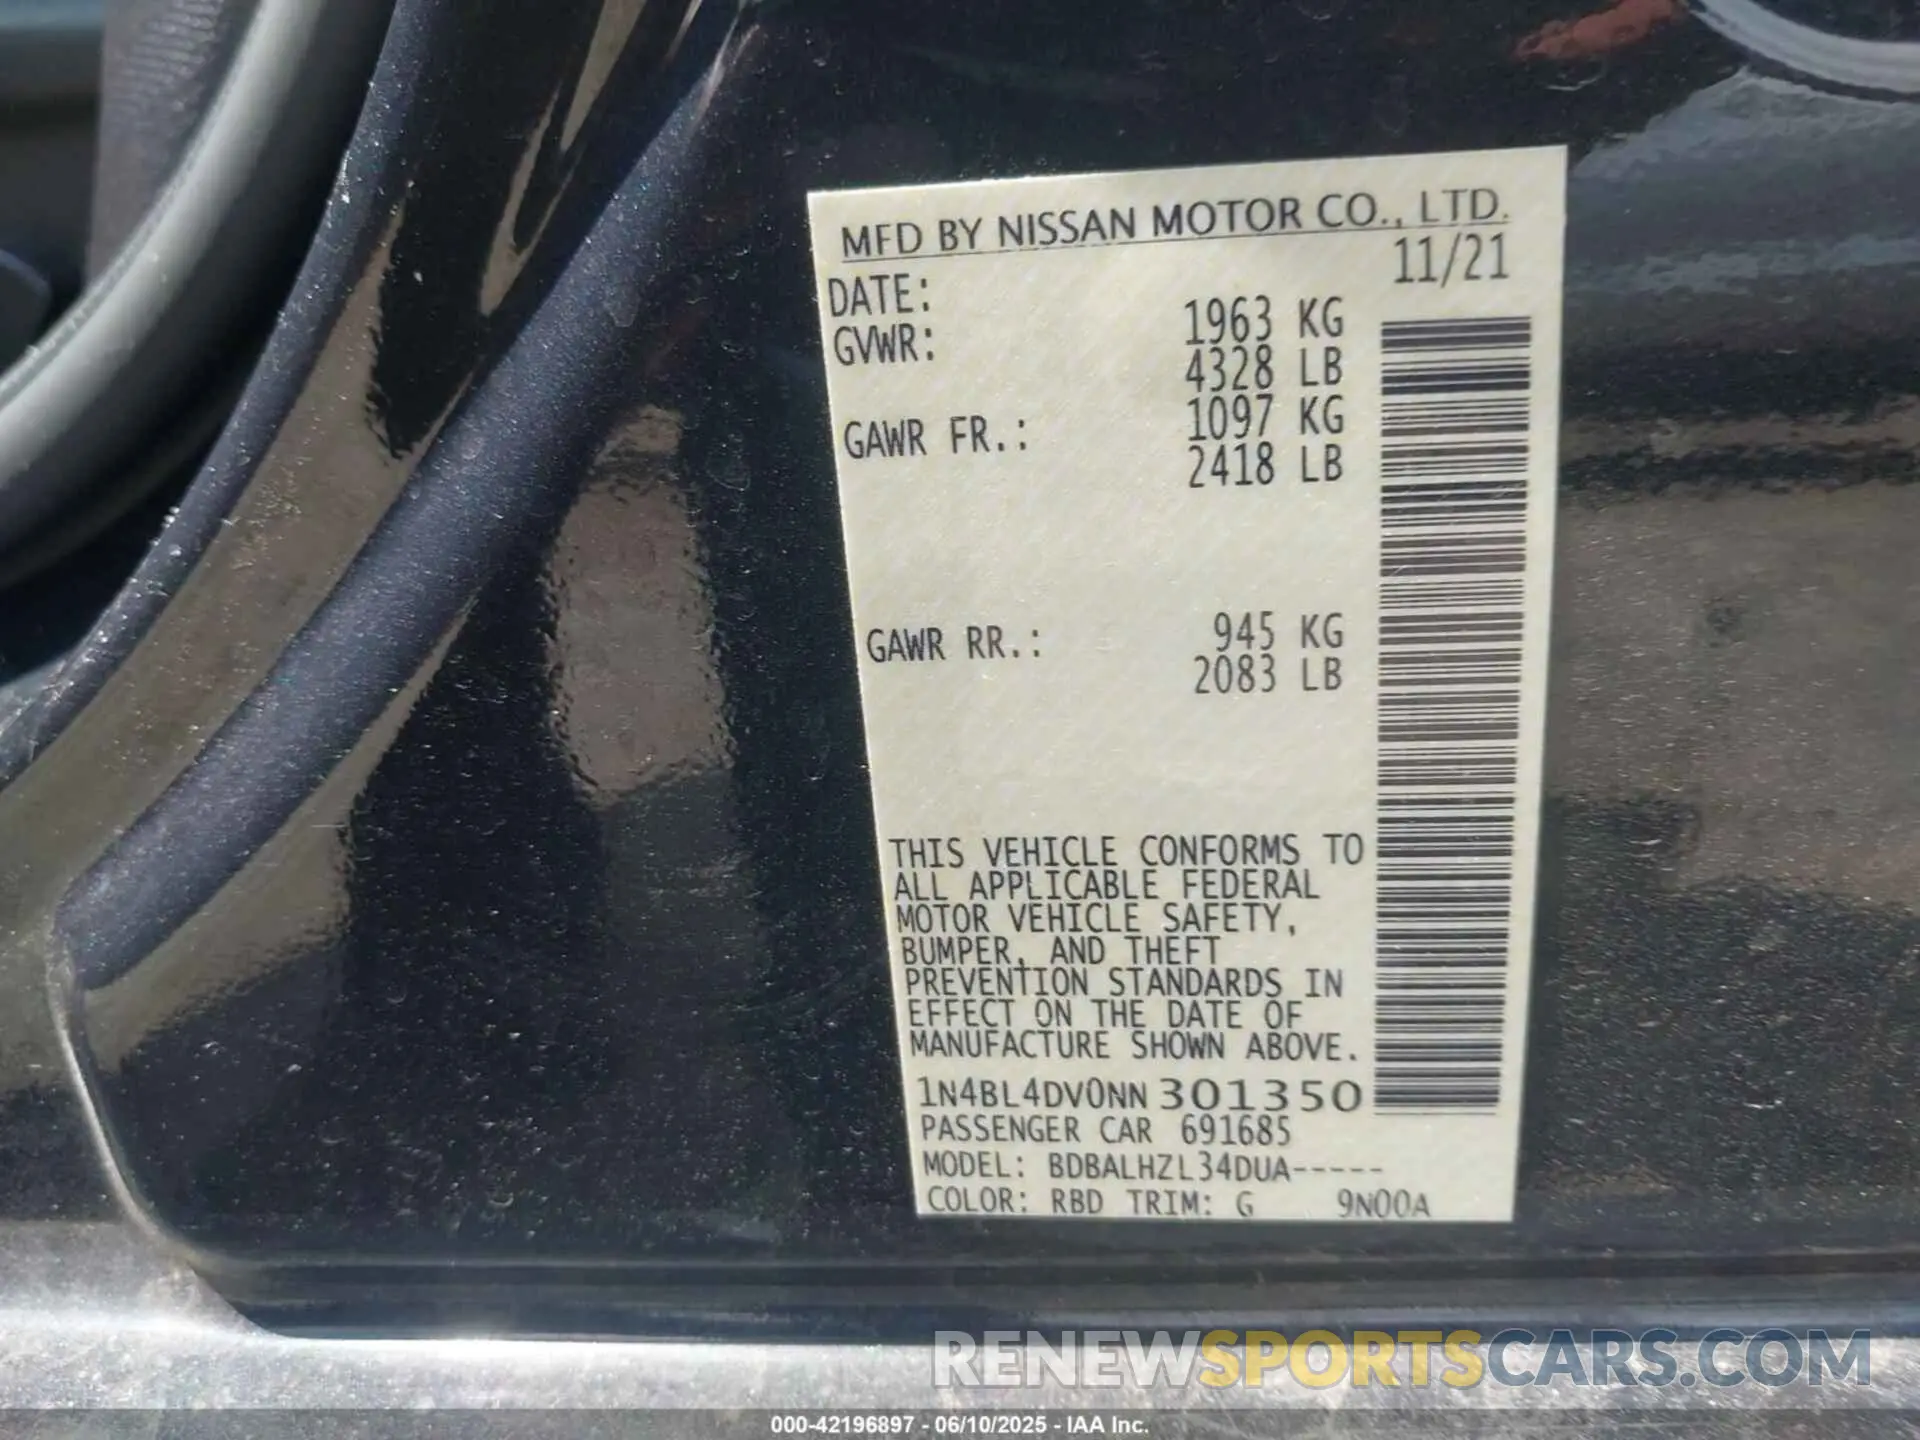 MFD BY NISSAN MOTOR CO., LTD.
DATE: 11/21
GVWR: 1963 KG
4328 LB
GAWR FR.: 1097 KG
2418 LB
GAWR RR.: 945 KG
2083 LB
THIS VEHICLE CONFORMS TO
ALL APPLICABLE FEDERAL
MOTOR VEHICLE SAFETY,
BUMPER, AND THEFT
PREVENTION STANDARDS IN
EFFECT ON THE DATE OF
MANUFACTURE SHOWN ABOVE.
1N4BL4DV0NN301350
PASSENGER CAR 691685
MODEL: BDBALHZL34DUA-----
COLOR: RBD TRIM: G 9N00A
RENEWSPORTSCARS.COM
000-42196897 - 06/10/2025 - IAA Inc.